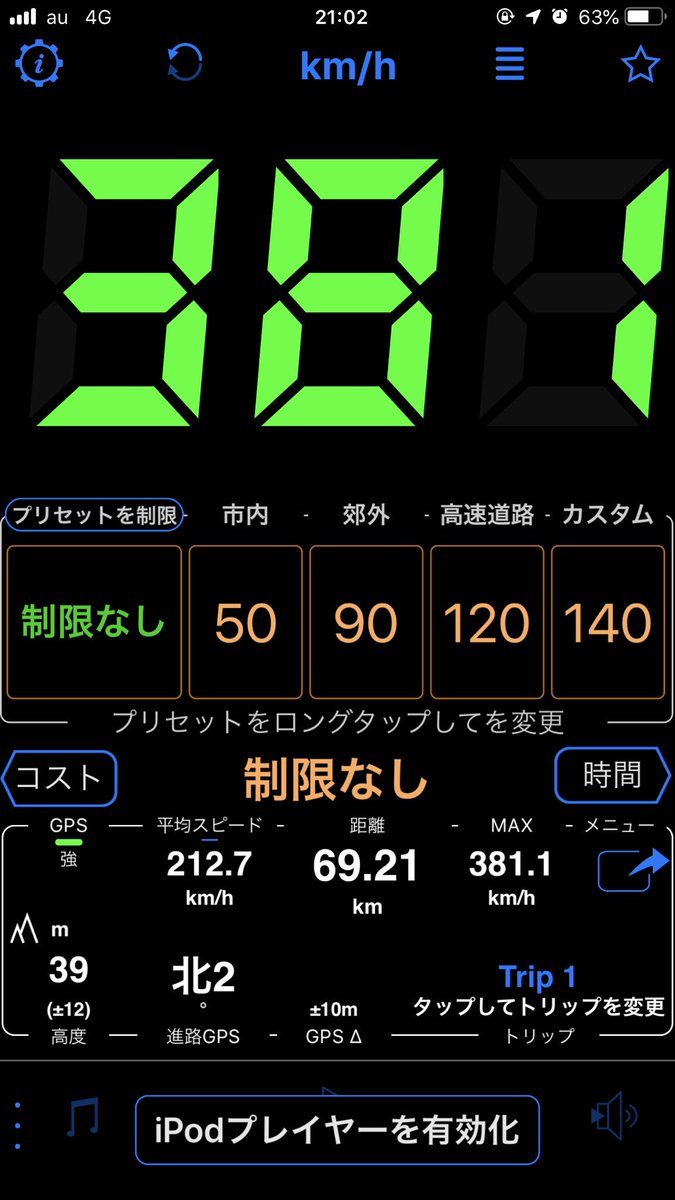 au 4G 21:02 63%
km/h
381
プリセットを制限 - 市内 - 郊外 - 高速道路 - カスタム
制限なし 50 90 120 140
プリセットをロングタップしてを変更
コスト 制限なし 時間
GPS 平均スピード - 距離 - MAX - メニュー
強 212.7 69.21 381.1
km/h km km/h
m
39 北2 Trip 1
(±12) ° ±10m タップしてトリップを変更
高度 進路GPS - GPS Δ トリップ
iPodプレイヤーを有効化